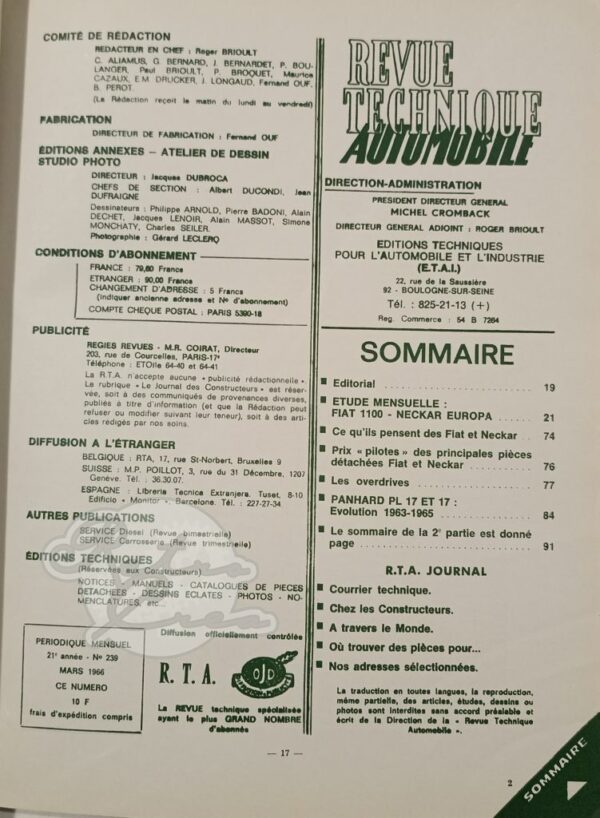 COMITÉ DE RÉDACTION
REDACTEUR EN CHEF : Roger BRIOULT
C. ALIAMUS, G. BERNARD, J. BERNARDET, P. BOU-
LANGER, Paul BRIOULT, P. BROQUET, Maurice
CAZAUX, E.M. DRUCKER, J. LONGAUD, Fernand OUF,
B. PEROT.
(La Rédaction reçoit le matin du lundi au vendredi)
FABRICATION
DIRECTEUR DE FABRICATION : Fernand OUF
ÉDITIONS ANNEXES – ATELIER DE DESSIN
STUDIO PHOTO
DIRECTEUR : Jacques DUBROCA
CHEFS DE SECTION : Albert DUCONDI, Jean
DUFRAIGNE
Dessinateurs : Philippe ARNOLD, Pierre BADONI, Alain
DECHET, Jacques LENOIR, Alain MASSOT, Simone
MONCHATY, Charles SEILER.
Photographie : Gérard LECLERQ
CONDITIONS D'ABONNEMENT
FRANCE : 79,60 Francs
ETRANGER : 90,00 Francs
CHANGEMENT D'ADRESSE : 5 Francs
(indiquer ancienne adresse et Nº d'abonnement)
COMPTE CHEQUE POSTAL : PARIS 5390-18
PUBLICITÉ
REGIES REVUES - M.R. COIRAT, Directeur
203, rue de Courcelles, PARIS-17e
Téléphone : ETOile 64-40 et 64-41
La R.T.A. n'accepte aucune « publicité rédactionnelle ».
La rubrique « Le Journal des Constructeurs » est réser-
vée, soit à des communiqués de provenances diverses,
publiés à titre d'information (et que la Rédaction peut
refuser ou modifier suivant leur teneur), soit à des arti-
cles rédigés par nos soins.
DIFFUSION A L'ÉTRANGER
BELGIQUE : RTA, 17, rue St-Norbert, Bruxelles 9
SUISSE : M.P. POILLOT, 3, rue du 31 Décembre, 1207
Genève. Tél. : 36.30.07.
ESPAGNE : Libreria Tecnica Extranjera, Tuset, 8-10
Edificio « Monitor », Barcelone. Tél. : 227-27-34
AUTRES PUBLICATIONS
SERVICE Diesel (Revue bimestrielle)
SERVICE Carrosserie (Revue trimestrielle)
ÉDITIONS TECHNIQUES
(Réservées aux Constructeurs)
NOTICES - MANUELS - CATALOGUES DE PIECES
DETACHEES - DESSINS ECLATES - PHOTOS - NO-
MENCLATURES, etc...
PERIODIQUE MENSUEL
21e année - Nº 239
MARS 1966
CE NUMERO
10 F
frais d'expédition compris
Diffusion officiellement contrôlée
R. T. A.
OJD
La REVUE technique spécialisée
ayant le plus GRAND NOMBRE
d'abonnés
REVUE
TECHNIQUE
AUTOMOBILE
DIRECTION-ADMINISTRATION
PRESIDENT DIRECTEUR GENERAL
MICHEL CROMBACK
DIRECTEUR GENERAL ADJOINT : ROGER BRIOULT
EDITIONS TECHNIQUES
POUR L'AUTOMOBILE ET L'INDUSTRIE
(E.T.A.I.)
22, rue de la Saussière
92 - BOULOGNE-SUR-SEINE
Tél. : 825-21-13 (+)
Reg. Commerce : 54 B 7264
SOMMAIRE
Editorial 19
ETUDE MENSUELLE :
FIAT 1100 - NECKAR EUROPA 21
Ce qu'ils pensent des Fiat et Neckar 74
Prix « pilotes » des principales pièces
détachées Fiat et Neckar 76
Les overdrives 77
PANHARD PL 17 ET 17 :
Evolution 1963-1965 84
Le sommaire de la 2e partie est donné
page 91
R.T.A. JOURNAL
Courrier technique.
Chez les Constructeurs.
A travers le Monde.
Où trouver des pièces pour...
Nos adresses sélectionnées.
La traduction en toutes langues, la reproduction,
même partielle, des articles, études, dessins ou
photos sont interdites sans accord préalable et
écrit de la Direction de la « Revue Technique
Automobile ».
— 17 —
2
SOMMAIRE